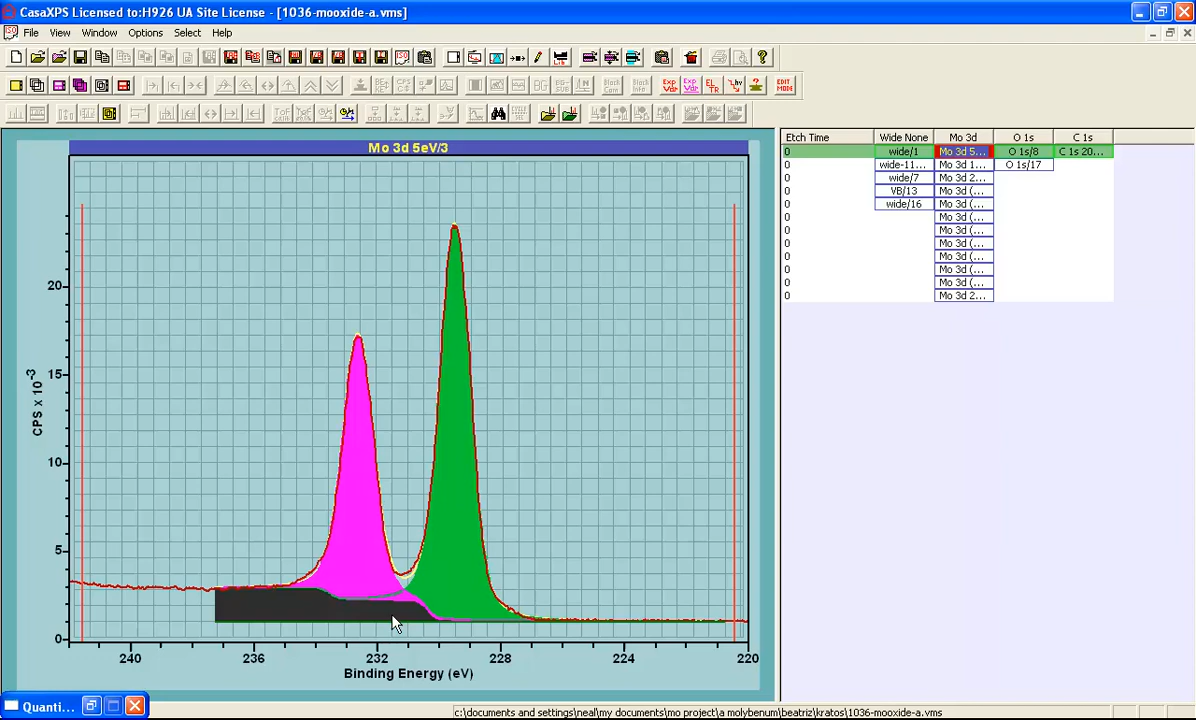 CasaXPS Licensed to:H926 UA Site License - [1036-mooxide-a.vms]
File View Window Options Select Help
Mo 3d 5eV/3
CPS x 10-3
20
15
10
5
0
240 236 232 228 224 220
Binding Energy (eV)
Etch Time Wide None Mo 3d O 1s C 1s
0 wide/1 Mo 3d 5... O 1s/8 C 1s 20...
0 wide-11... Mo 3d 1... O 1s/17
0 wide/7 Mo 3d 2...
0 VB/13 Mo 3d (...
0 wide/16 Mo 3d (...
0 Mo 3d (...
0 Mo 3d (...
0 Mo 3d (...
0 Mo 3d (...
0 Mo 3d (...
0 Mo 3d (...
0 Mo 3d 2...
Quanti...
c:\documents and settings\neal\my documents\mo project\a molybenum\beatriz\kratos\1036-mooxide-a.vms